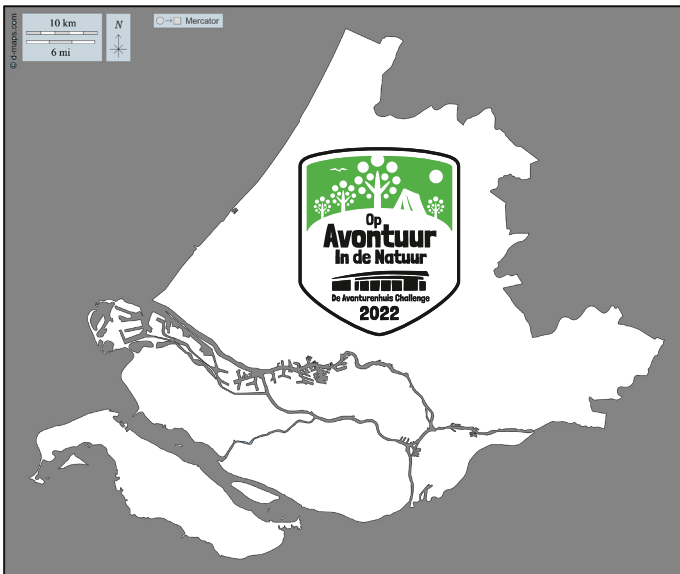 10 km
6 mi
N
Mercator
© d-maps.com
Op
Avontuur
In de Natuur
De Avonturenhuis Challenge
2022